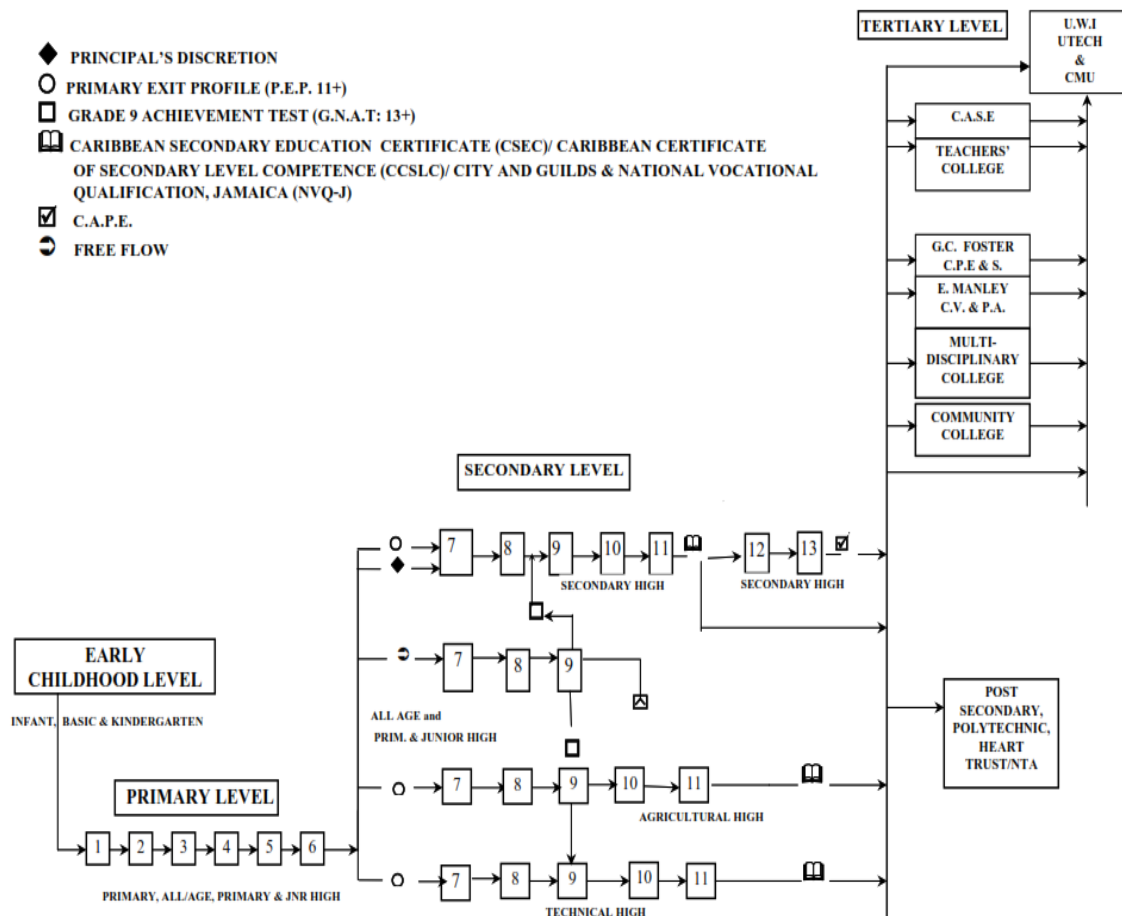 TERTIARY LEVEL
U.W.I
UTECH
&
CMU
PRINCIPAL'S DISCRETION
PRIMARY EXIT PROFILE (P.E.P. 11+)
GRADE 9 ACHIEVEMENT TEST (G.N.A.T: 13+)
CARIBBEAN SECONDARY EDUCATION CERTIFICATE (CSEC)/ CARIBBEAN CERTIFICATE
OF SECONDARY LEVEL COMPETENCE (CCSLC)/ CITY AND GUILDS & NATIONAL VOCATIONAL
QUALIFICATION, JAMAICA (NVQ-J)
C.A.P.E.
FREE FLOW
C.A.S.E
TEACHERS'
COLLEGE
G.C. FOSTER
C.P.E & S.
E. MANLEY
C.V. & P.A.
MULTI-
DISCIPLINARY
COLLEGE
COMMUNITY
COLLEGE
SECONDARY LEVEL
7 8 9 10 11 12 13
SECONDARY HIGH SECONDARY HIGH
EARLY
CHILDHOOD LEVEL
INFANT, BASIC & KINDERGARTEN
7 8 9
ALL AGE and
PRIM. & JUNIOR HIGH
POST
SECONDARY,
POLYTECHNIC,
HEART
TRUST/NTA
7 8 9 10 11
AGRICULTURAL HIGH
PRIMARY LEVEL
1 2 3 4 5 6
PRIMARY, ALL/AGE, PRIMARY & JNR HIGH
7 8 9 10 11
TECHNICAL HIGH